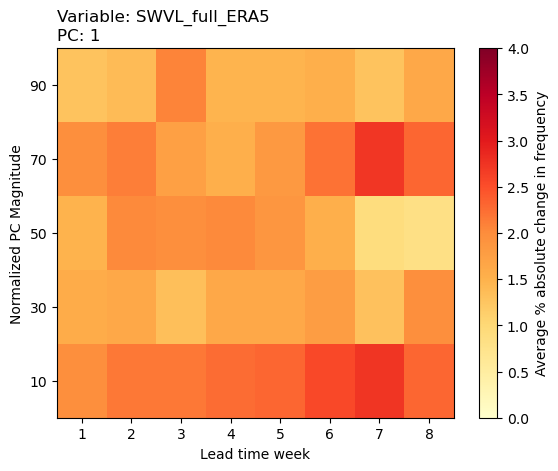 Variable: SWVL_full_ERA5
PC: 1
Normalized PC Magnitude
90
70
50
30
10
1 2 3 4 5 6 7 8
Lead time week
4.0
3.5
3.0
2.5
2.0
1.5
1.0
0.5
0.0
Average % absolute change in frequency